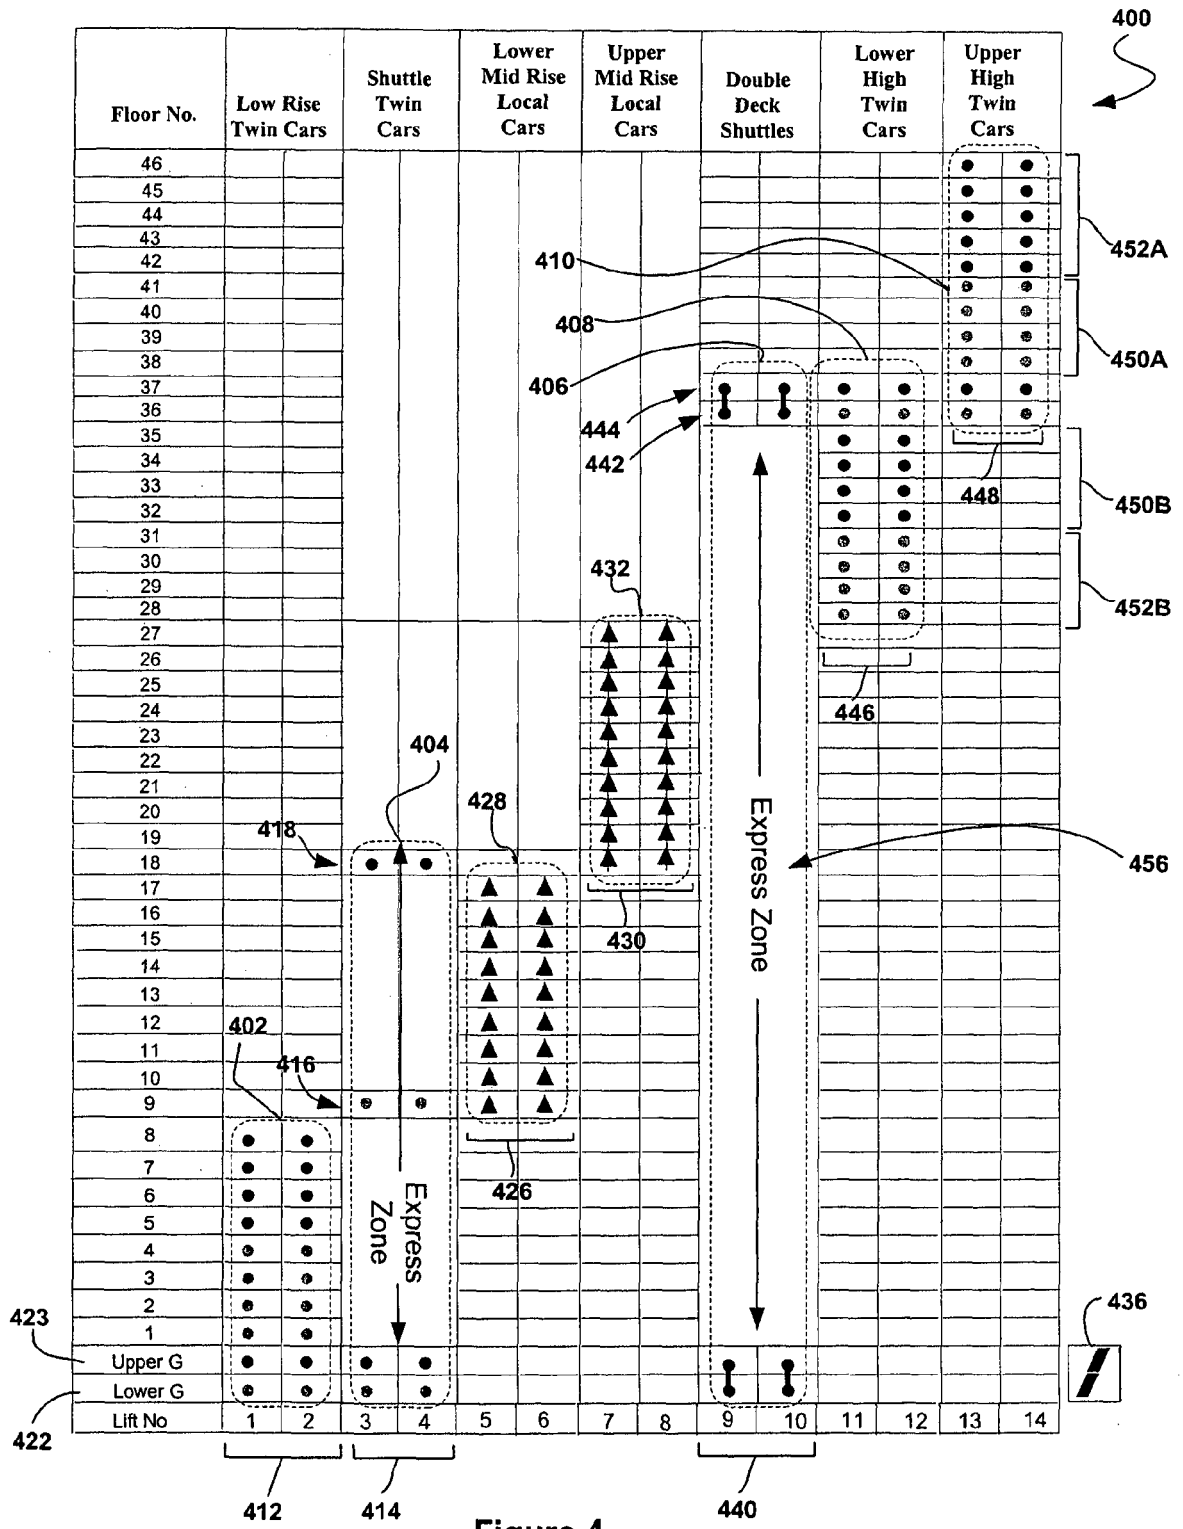 400
Floor No.
Low Rise
Twin Cars
Shuttle
Twin
Cars
Lower
Mid Rise
Local
Cars
Upper
Mid Rise
Local
Cars
Double
Deck
Shuttles
Lower
High
Twin
Cars
Upper
High
Twin
Cars
46
45
44
43
42
41
40
39
38
37
36
35
34
33
32
31
30
29
28
27
26
25
24
23
22
21
20
19
18
17
16
15
14
13
12
11
10
9
8
7
6
5
4
3
2
1
Upper G
Lower G
Lift No 1 2 3 4 5 6 7 8 9 10 11 12 13 14
452A
410
408
450A
406
444
442
448
450B
432
452B
446
404
428
418
456
430
Express Zone
402
416
426
Express
Zone
423
436
422
412
414
440
Figure 4